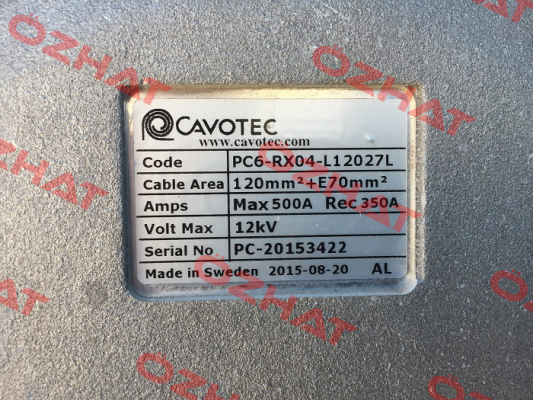 OZHAT
OZHAT
OZHAT
CAVOTEC
www.cavotec.com
Code PC6-RX04-L12027L
Cable Area 120mm²+E70mm²
Amps Max 500A Rec 350A
Volt Max 12kV
Serial No PC-20153422
Made in Sweden 2015-08-20 AL
OZHAT
OZHAT
OZHAT
OZHAT